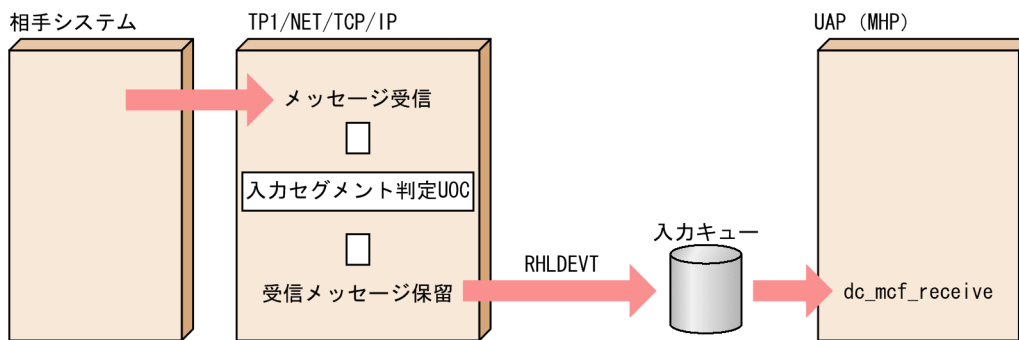 相手システム
TP1/NET/TCP/IP
UAP (MHP)
メッセージ受信
入力セグメント判定UOC
入力キュー
RHLDEVT
受信メッセージ保留
dc_mcf_receive